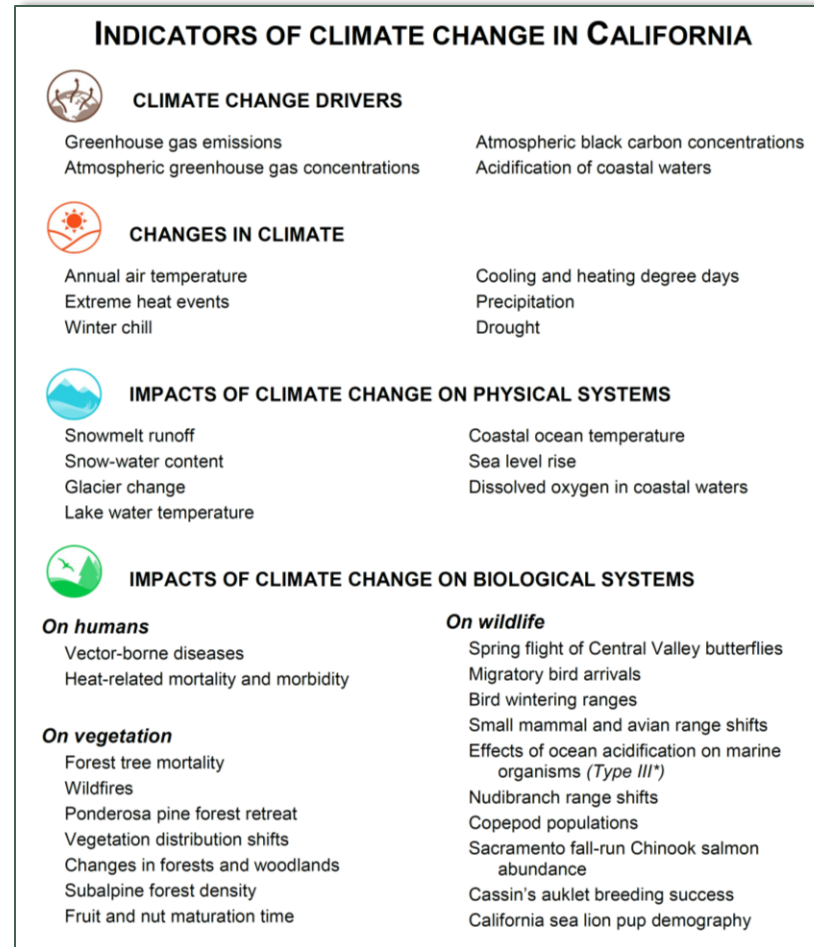 INDICATORS OF CLIMATE CHANGE IN CALIFORNIA
CLIMATE CHANGE DRIVERS
Greenhouse gas emissions
Atmospheric greenhouse gas concentrations
Atmospheric black carbon concentrations
Acidification of coastal waters
CHANGES IN CLIMATE
Annual air temperature
Extreme heat events
Winter chill
Cooling and heating degree days
Precipitation
Drought
IMPACTS OF CLIMATE CHANGE ON PHYSICAL SYSTEMS
Snowmelt runoff
Snow-water content
Glacier change
Lake water temperature
Coastal ocean temperature
Sea level rise
Dissolved oxygen in coastal waters
IMPACTS OF CLIMATE CHANGE ON BIOLOGICAL SYSTEMS
On humans
Vector-borne diseases
Heat-related mortality and morbidity
On vegetation
Forest tree mortality
Wildfires
Ponderosa pine forest retreat
Vegetation distribution shifts
Changes in forests and woodlands
Subalpine forest density
Fruit and nut maturation time
On wildlife
Spring flight of Central Valley butterflies
Migratory bird arrivals
Bird wintering ranges
Small mammal and avian range shifts
Effects of ocean acidification on marine
organisms (Type III*)
Nudibranch range shifts
Copepod populations
Sacramento fall-run Chinook salmon
abundance
Cassin's auklet breeding success
California sea lion pup demography